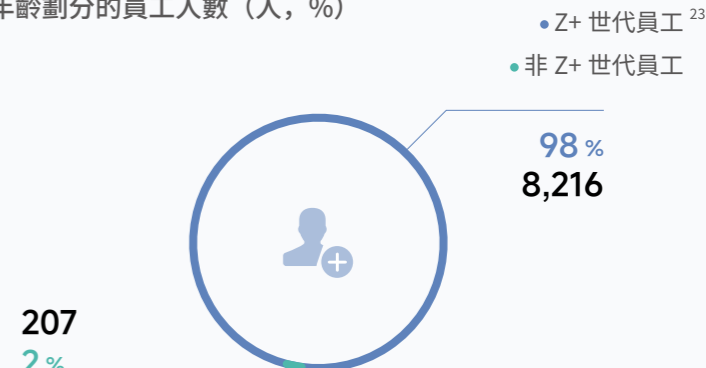 年齡劃分的員工人數（人，%）
Z+ 世代員工 23
非 Z+ 世代員工
98 %
8,216
207
2 %